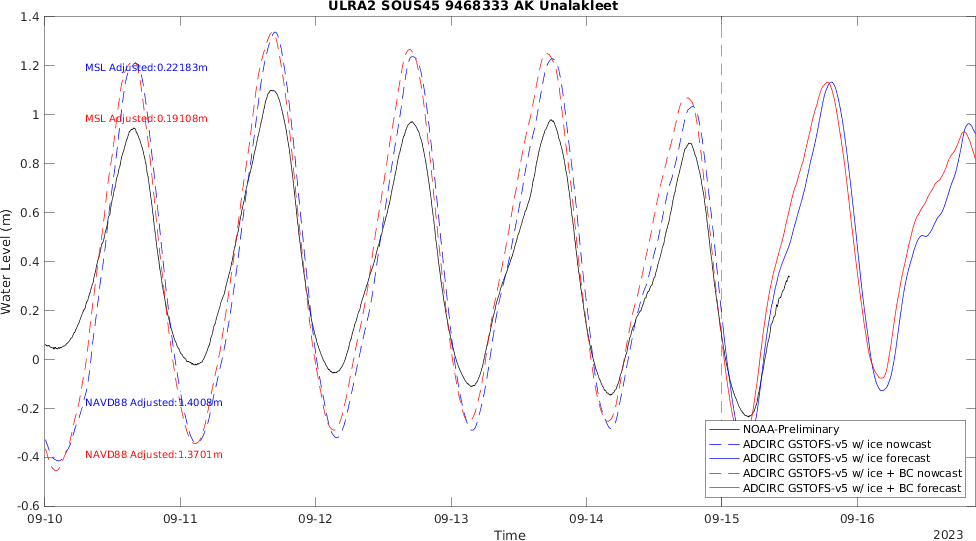 ULRA2 SOUS45 9468333 AK Unalakleet
1.4
1.2
1
0.8
0.6
0.4
0.2
0
-0.2
-0.4
-0.6
Water Level (m)
MSL Adjusted:0.22183m
MSL Adjusted:0.19108m
NAVD88 Adjusted:1.4008m
NAVD88 Adjusted:1.3701m
NOAA-Preliminary
ADCIRC GSTOFS-v5 w/ ice nowcast
ADCIRC GSTOFS-v5 w/ ice forecast
ADCIRC GSTOFS-v5 w/ ice + BC nowcast
ADCIRC GSTOFS-v5 w/ ice + BC forecast
09-10
09-11
09-12
09-13
09-14
09-15
09-16
Time
2023